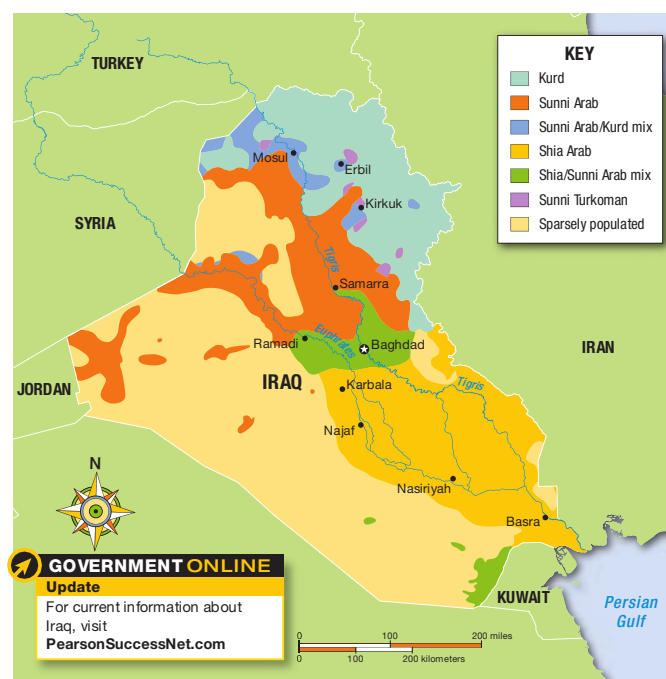 TURKEY
SYRIA
JORDAN
IRAQ
IRAN
KUWAIT
Persian
Gulf
Mosul
Erbil
Kirkuk
Tigris
Samarra
Euphrates
Ramadi
Baghdad
Karbala
Tigris
Najaf
Nasiriyah
Basra
KEY
Kurd
Sunni Arab
Sunni Arab/Kurd mix
Shia Arab
Shia/Sunni Arab mix
Sunni Turkoman
Sparsely populated
N
GOVERNMENT ONLINE
Update
For current information about
Iraq, visit
PearsonSuccessNet.com
0 100 200 miles
0 100 200 kilometers